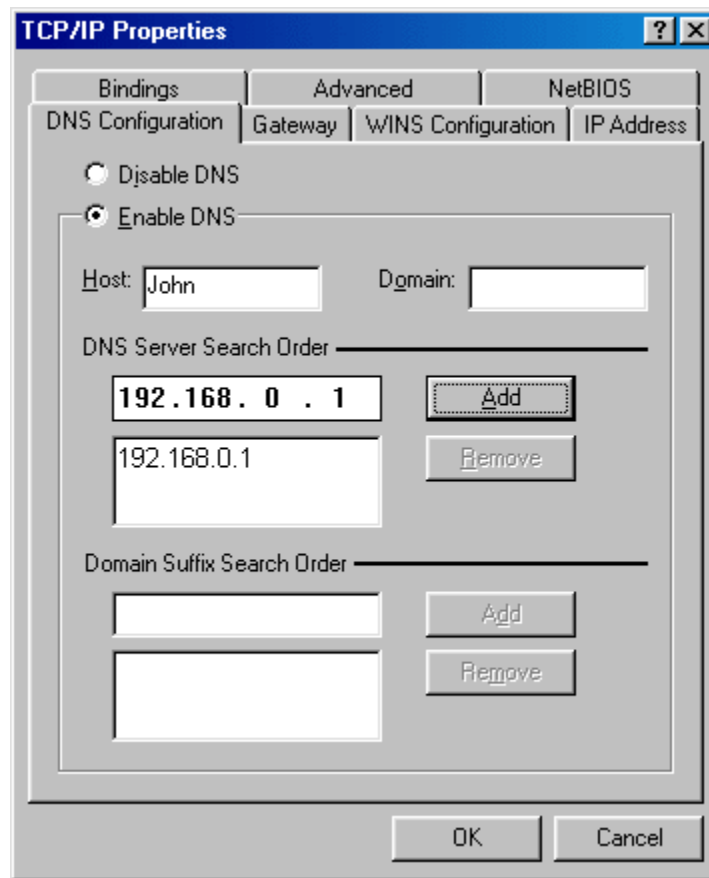 TCP/IP Properties
Bindings Advanced NetBIOS
DNS Configuration Gateway WINS Configuration IP Address
Disable DNS
Enable DNS
Host: John Domain:
DNS Server Search Order
192.168. 0 . 1 Add
192.168.0.1 Remove
Domain Suffix Search Order
Add
Remove
OK Cancel